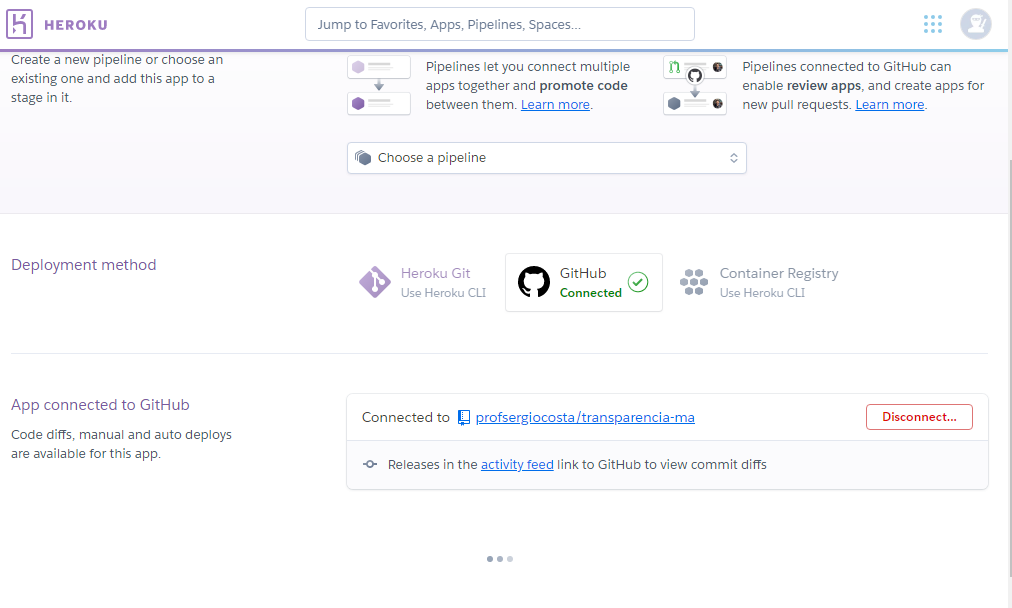 HEROKU
Jump to Favorites, Apps, Pipelines, Spaces...
Create a new pipeline or choose an
existing one and add this app to a
stage in it.
Pipelines let you connect multiple
apps together and promote code
between them. Learn more.
Pipelines connected to GitHub can
enable review apps, and create apps for
new pull requests. Learn more.
Choose a pipeline
Deployment method
Heroku Git
Use Heroku CLI
GitHub
Connected
Container Registry
Use Heroku CLI
App connected to GitHub
Code diffs, manual and auto deploys
are available for this app.
Connected to profsergiocosta/transparencia-ma
Disconnect...
Releases in the activity feed link to GitHub to view commit diffs